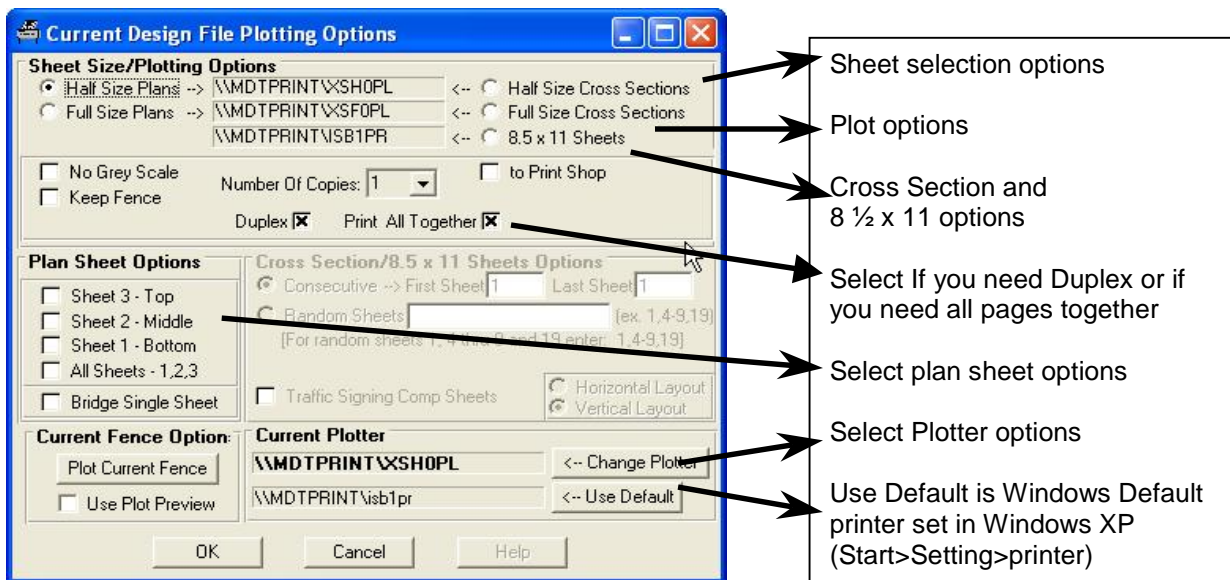 Current Design File Plotting Options
Sheet Size/Plotting Options
Half Size Plans --> \\MDTPRINT\XSH0PL <-- Half Size Cross Sections
Full Size Plans --> \\MDTPRINT\XSF0PL <-- Full Size Cross Sections
\\MDTPRINT\ISB1PR <-- 8.5 x 11 Sheets
No Grey Scale
Keep Fence
Number Of Copies: 1
to Print Shop
Duplex Print All Together
Plan Sheet Options
Sheet 3 - Top
Sheet 2 - Middle
Sheet 1 - Bottom
All Sheets - 1,2,3
Bridge Single Sheet
Cross Section/8.5 x 11 Sheets Options
Consecutive --> First Sheet 1 Last Sheet 1
Random Sheets (ex. 1,4-9,19)
[For random sheets 1, 4 thru 9 and 19 enter: 1,4-9,19]
Traffic Signing Comp Sheets
Horizontal Layout
Vertical Layout
Current Fence Option:
Plot Current Fence
Use Plot Preview
Current Plotter
\\MDTPRINT\XSH0PL <-- Change Plotter
\\MDTPRINT\isb1pr <-- Use Default
OK Cancel Help
Sheet selection options
Plot options
Cross Section and
8 ½ x 11 options
Select If you need Duplex or if
you need all pages together
Select plan sheet options
Select Plotter options
Use Default is Windows Default
printer set in Windows XP
(Start>Setting>printer)